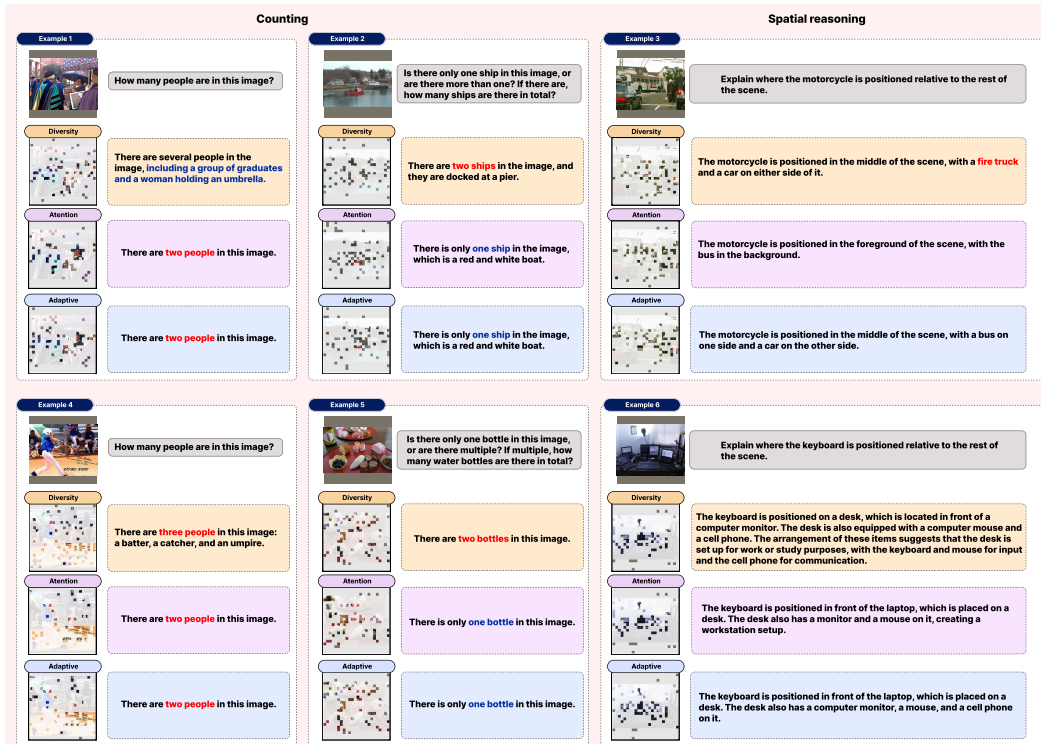 Counting
Spatial reasoning
Example 1
How many people are in this image?
Diversity
There are several people in the
image, including a group of graduates
and a woman holding an umbrella.
Attention
There are two people in this image.
Adaptive
There are two people in this image.
Example 2
Is there only one ship in this image, or
are there more than one? If there are,
how many ships are there in total?
Diversity
There are two ships in the image, and
they are docked at a pier.
Attention
There is only one ship in the image,
which is a red and white boat.
Adaptive
There is only one ship in the image,
which is a red and white boat.
Example 3
Explain where the motorcycle is positioned relative to the rest of
the scene.
Diversity
The motorcycle is positioned in the middle of the scene, with a fire truck
and a car on either side of it.
Attention
The motorcycle is positioned in the foreground of the scene, with the
bus in the background.
Adaptive
The motorcycle is positioned in the middle of the scene, with a bus on
one side and a car on the other side.
Example 4
How many people are in this image?
Diversity
There are three people in this image:
a batter, a catcher, and an umpire.
Attention
There are two people in this image.
Adaptive
There are two people in this image.
Example 5
Is there only one bottle in this image,
or are there multiple? If multiple, how
many water bottles are there in total?
Diversity
There are two bottles in this image.
Attention
There is only one bottle in this image.
Adaptive
There is only one bottle in this image.
Example 6
Explain where the keyboard is positioned relative to the rest of
the scene.
Diversity
The keyboard is positioned on a desk, which is located in front of a
computer monitor. The desk is also equipped with a computer mouse and
a cell phone. The arrangement of these items suggests that the desk is
set up for work or study purposes, with the keyboard and mouse for input
and the cell phone for communication.
Attention
The keyboard is positioned in front of the laptop, which is placed on a
desk. The desk also has a monitor and a mouse on it, creating a
workstation setup.
Adaptive
The keyboard is positioned in front of the laptop, which is placed on a
desk. The desk also has a computer monitor, a mouse, and a cell phone
on it.